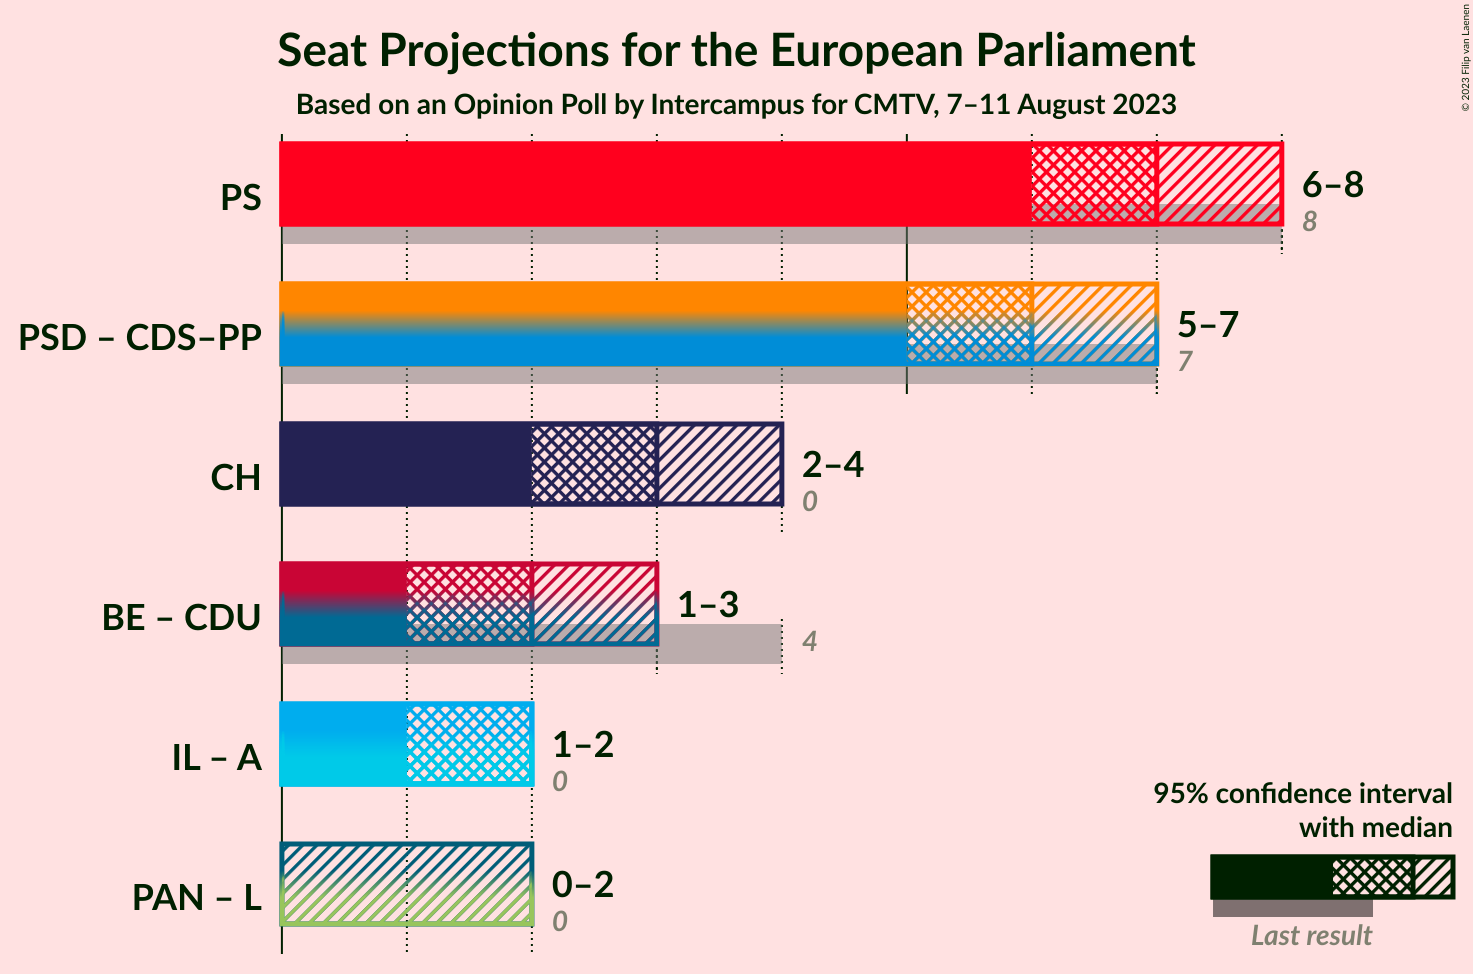 Seat Projections for the European Parliament
Based on an Opinion Poll by Intercampus for CMTV, 7–11 August 2023
© 2023 Filip van Laenen
PS
6–8
8
PSD – CDS–PP
5–7
7
CH
2–4
0
BE – CDU
1–3
4
IL – A
1–2
0
PAN – L
0–2
0
95% confidence interval
with median
Last result